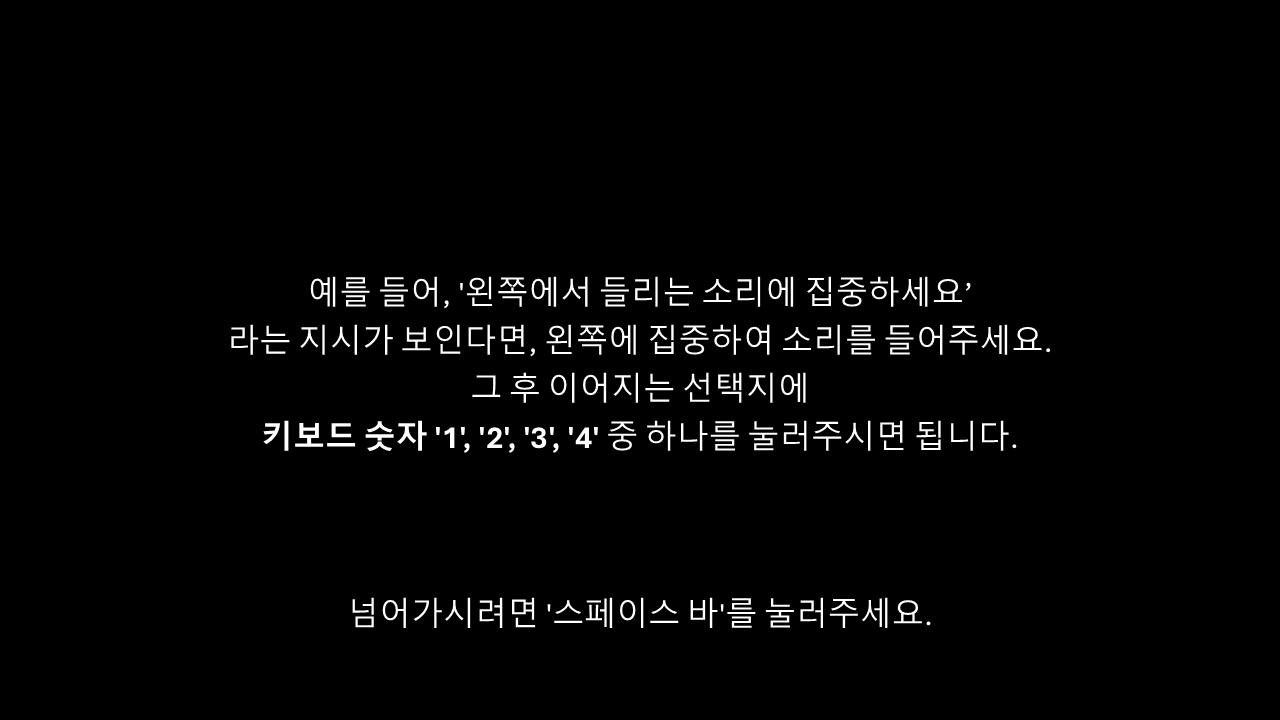 예를 들어, '왼쪽에서 들리는 소리에 집중하세요’
라는 지시가 보인다면, 왼쪽에 집중하여 소리를 들어주세요.
그 후 이어지는 선택지에
키보드 숫자 '1', '2', '3', '4' 중 하나를 눌러주시면 됩니다.
넘어가시려면 '스페이스 바'를 눌러주세요.